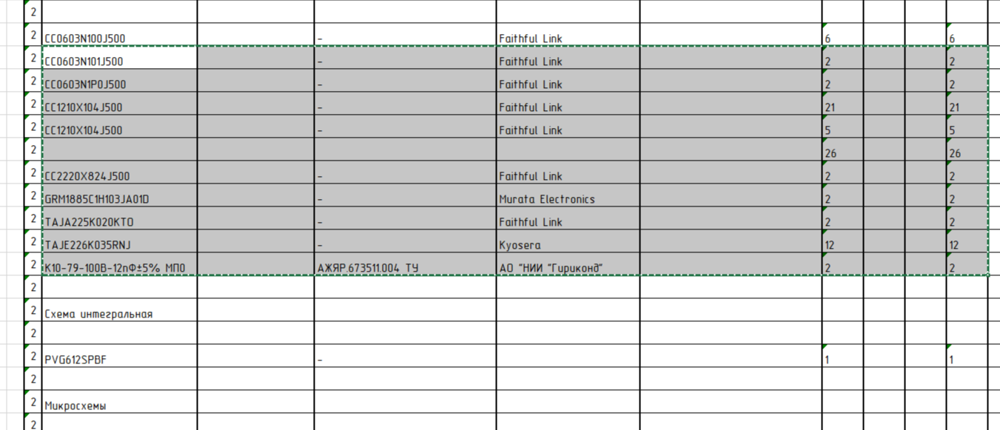 2
2 CC0603N100J500 - Faithful Link 6 6
2 CC0603N101J500 - Faithful Link 2 2
2 CC0603N1P0J500 - Faithful Link 2 2
2 CC1210X104J500 - Faithful Link 21 21
2 CC1210X104J500 - Faithful Link 5 5
2 26 26
2 CC2220X824J500 - Faithful Link 2 2
2 GRM1885C1H103JA01D - Murata Electronics 2 2
2 TAJA225K020KTO - Faithful Link 2 2
2 TAJE226K035RNJ - Kyosera 12 12
2 К10-79-100В-12пФ±5% МП0 АЖЯР.673511.004 ТУ АО "НИИ "Гириконд" 2 2
2
2 Схема интегральная
2
2 PVG612SPBF - 1 1
2
2 Микросхемы
2